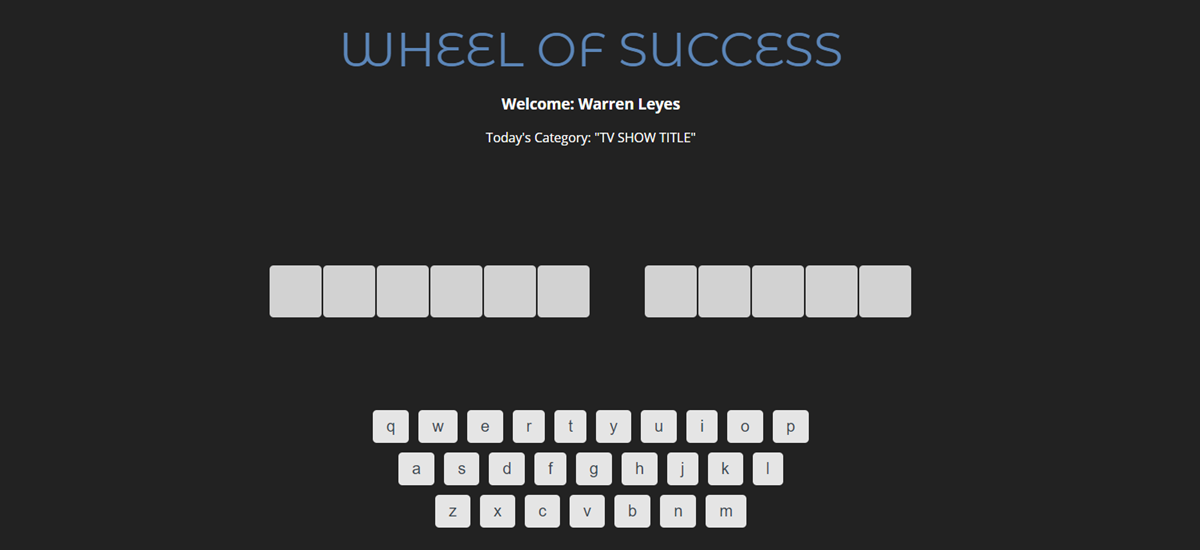 WHEEL OF SUCCESS
Welcome: Warren Leyes
Today's Category: "TV SHOW TITLE"
q w e r t y u i o p
a s d f g h j k l
z x c v b n m